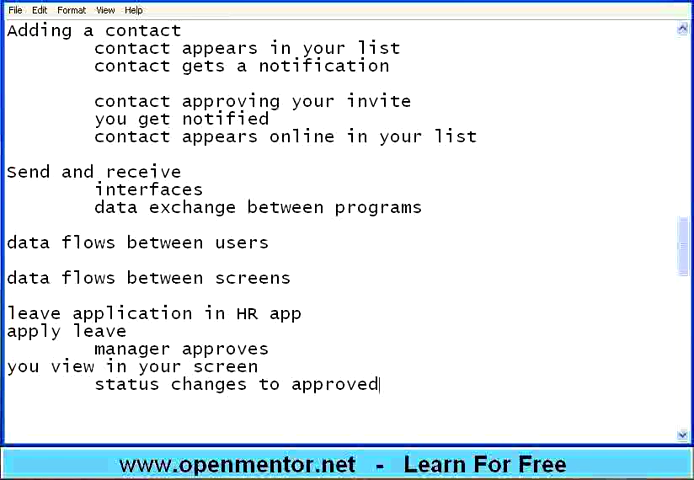 File Edit Format View Help
Adding a contact
contact appears in your list
contact gets a notification
contact approving your invite
you get notified
contact appears online in your list
Send and receive
interfaces
data exchange between programs
data flows between users
data flows between screens
leave application in HR app
apply leave
manager approves
you view in your screen
status changes to approved
www.openmentor.net - Learn For Free